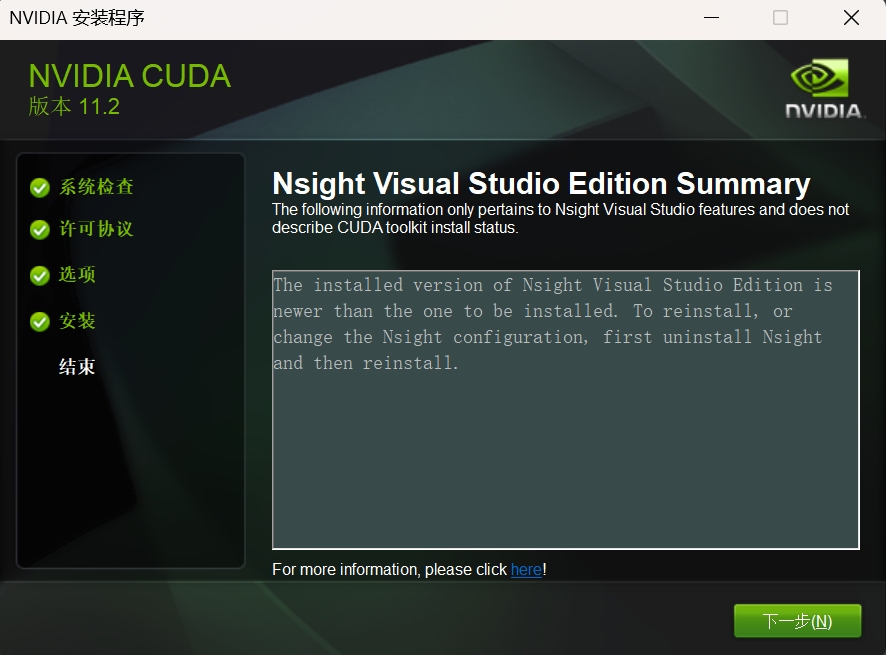 NVIDIA 安装程序
NVIDIA CUDA
版本 11.2
NVIDIA.
系统检查
许可协议
选项
安装
结束
Nsight Visual Studio Edition Summary
The following information only pertains to Nsight Visual Studio features and does not
describe CUDA toolkit install status.
The installed version of Nsight Visual Studio Edition is
newer than the one to be installed. To reinstall, or
change the Nsight configuration, first uninstall Nsight
and then reinstall.
For more information, please click here!
下一步(N)